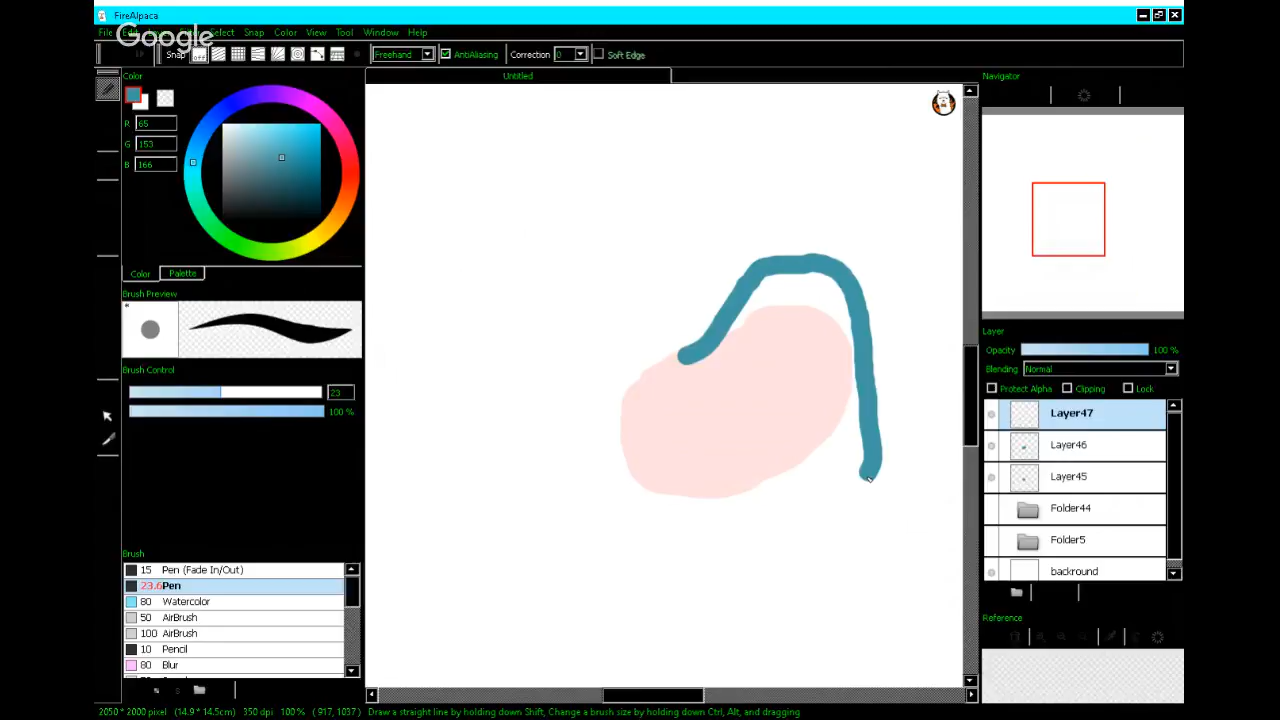 FireAlpaca
File Edit Layer Filter Select Snap Color View Tool Window Help
Google
Snap OFF Freehand AntiAliasing Correction 0 Soft Edge
Color
Untitled
Navigator
R 65
G 153
B 166
Color Palette
Brush Preview
Brush Control
23
100 %
Brush
15 Pen (Fade In/Out)
23.6 Pen
80 Watercolor
50 AirBrush
100 AirBrush
10 Pencil
80 Blur
Layer
Opacity 100 %
Blending Normal
Protect Alpha Clipping Lock
Layer47
Layer46
Layer45
Folder44
Folder5
backround
Reference
2050 * 2000 pixel (14.9 * 14.5cm) 350 dpi 100 % ( 917, 1037 ) Draw a straight line by holding down Shift, Change a brush size by holding down Ctrl, Alt, and dragging